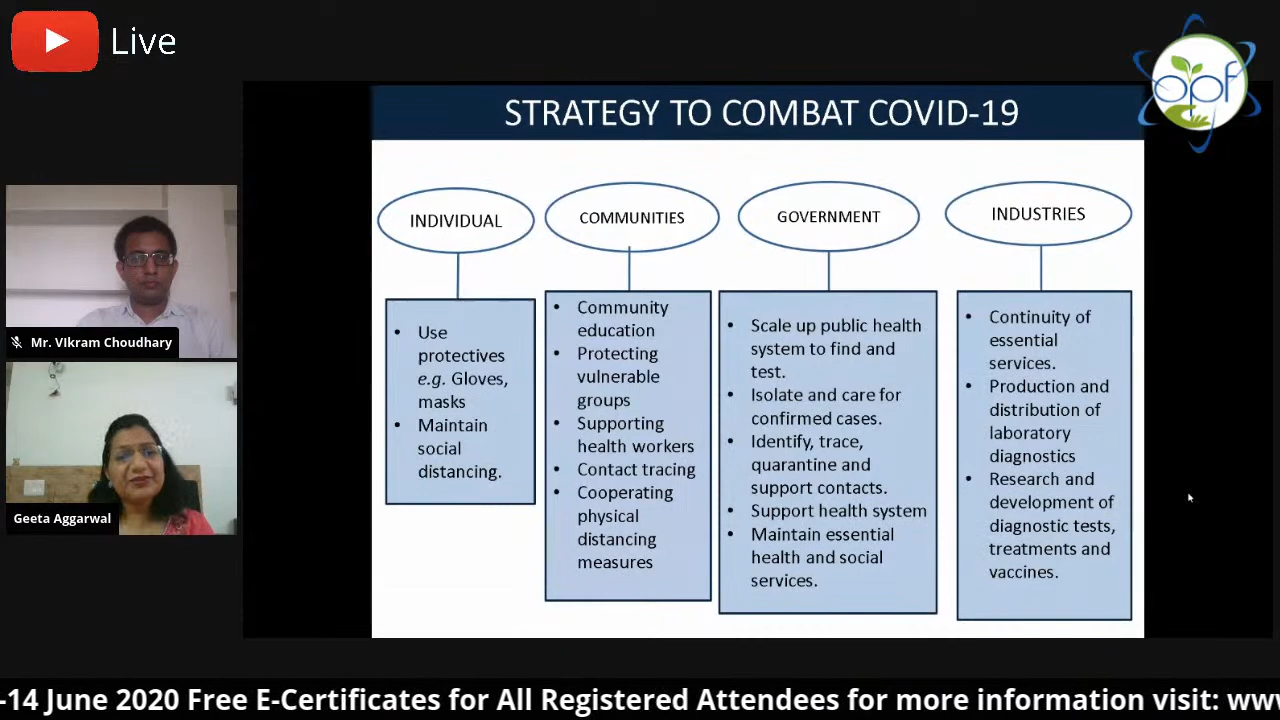 Live
opf
STRATEGY TO COMBAT COVID-19
INDIVIDUAL
• Use
protectives
e.g. Gloves,
masks
• Maintain
social
distancing.
COMMUNITIES
• Community
education
• Protecting
vulnerable
groups
• Supporting
health workers
• Contact tracing
• Cooperating
physical
distancing
measures
GOVERNMENT
• Scale up public health
system to find and
test.
• Isolate and care for
confirmed cases.
• Identify, trace,
quarantine and
support contacts.
• Support health system
• Maintain essential
health and social
services.
INDUSTRIES
• Continuity of
essential
services.
• Production and
distribution of
laboratory
diagnostics
• Research and
development of
diagnostic tests,
treatments and
vaccines.
Mr. VIkram Choudhary
Geeta Aggarwal
-14 June 2020 Free E-Certificates for All Registered Attendees for more information visit: www